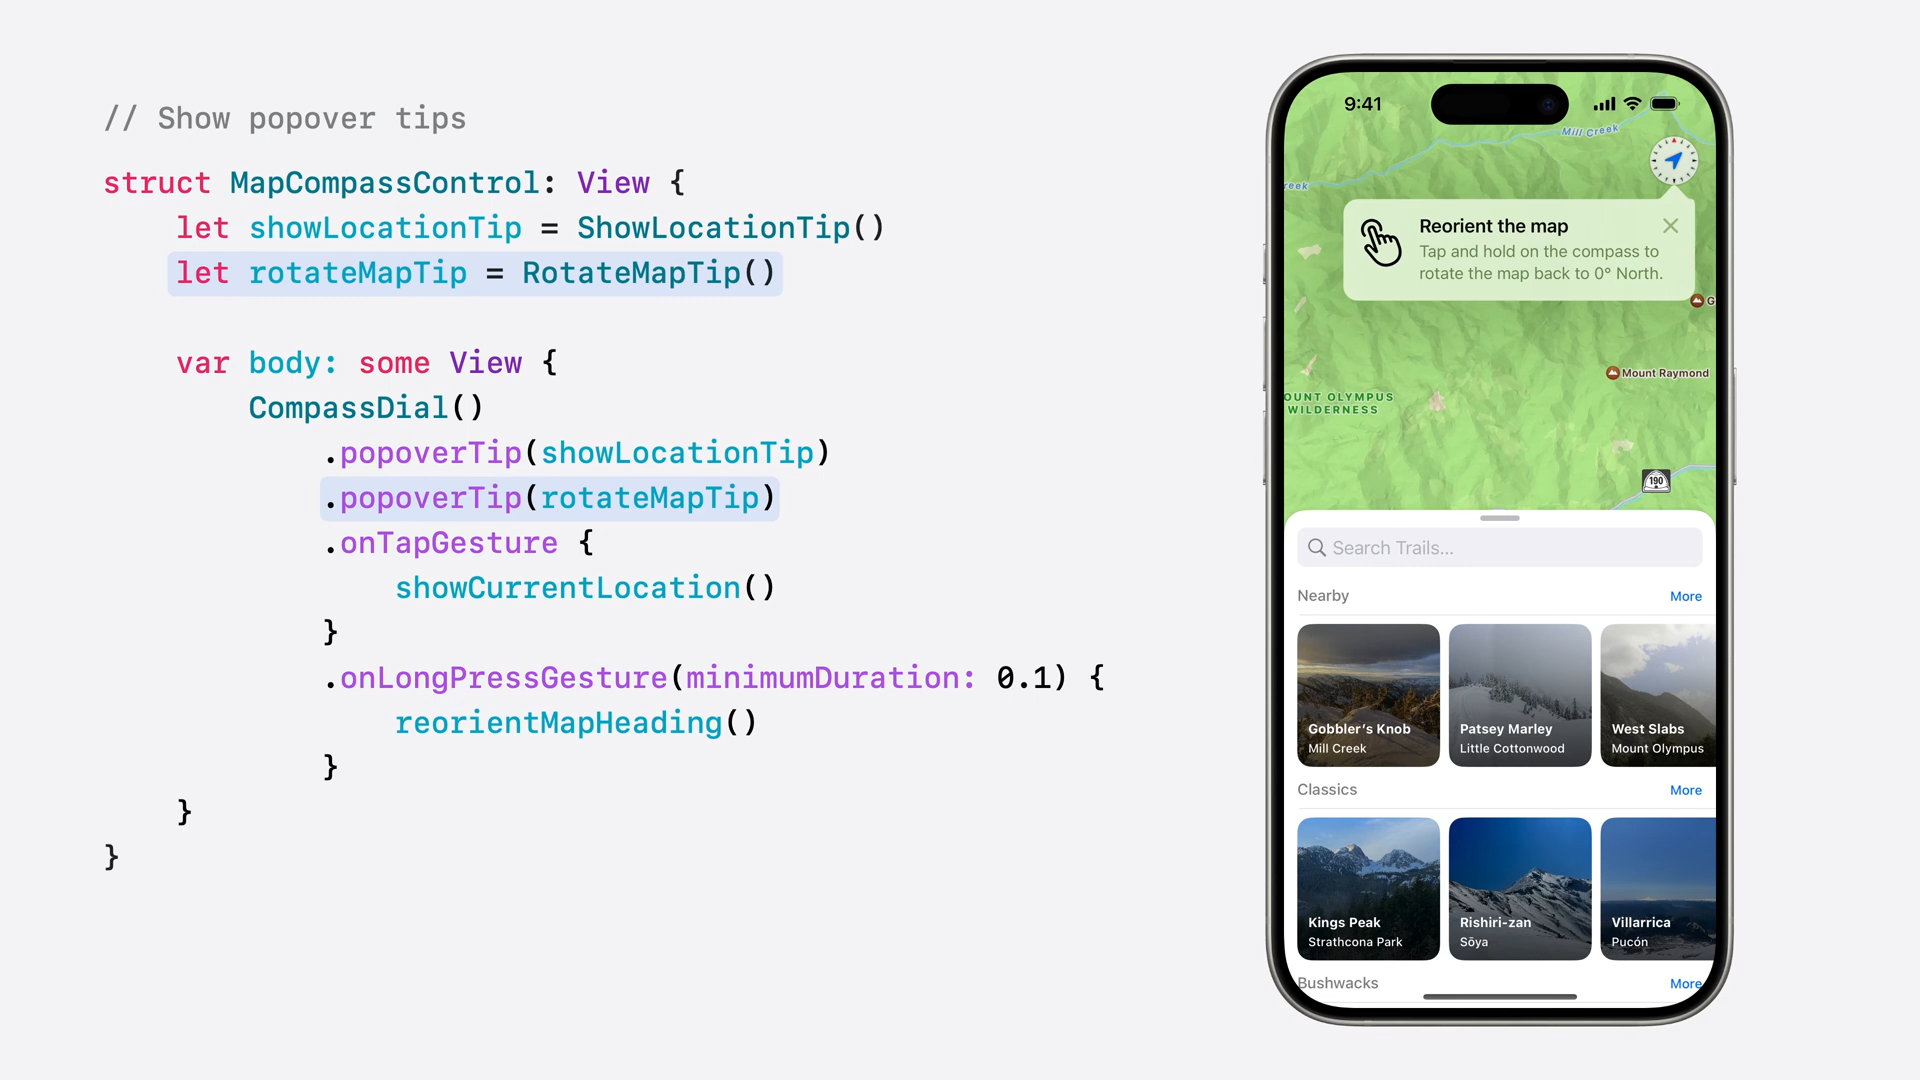 // Show popover tips
struct MapCompassControl: View {
    let showLocationTip = ShowLocationTip()
    let rotateMapTip = RotateMapTip()
    var body: some View {
        CompassDial()
            .popoverTip(showLocationTip)
            .popoverTip(rotateMapTip)
            .onTapGesture {
                showCurrentLocation()
            }
            .onLongPressGesture(minimumDuration: 0.1) {
                reorientMapHeading()
            }
    }
}
9:41
Mill Creek
reek
Reorient the map
Tap and hold on the compass to
rotate the map back to 0° North.
G
Mount Raymond
OUNT OLYMPUS
WILDERNESS
190
Search Trails...
Nearby More
Gobbler’s Knob
Mill Creek
Patsey Marley
Little Cottonwood
West Slabs
Mount Olympus
Classics More
Kings Peak
Strathcona Park
Rishiri-zan
Sōya
Villarrica
Pucón
Bushwacks More